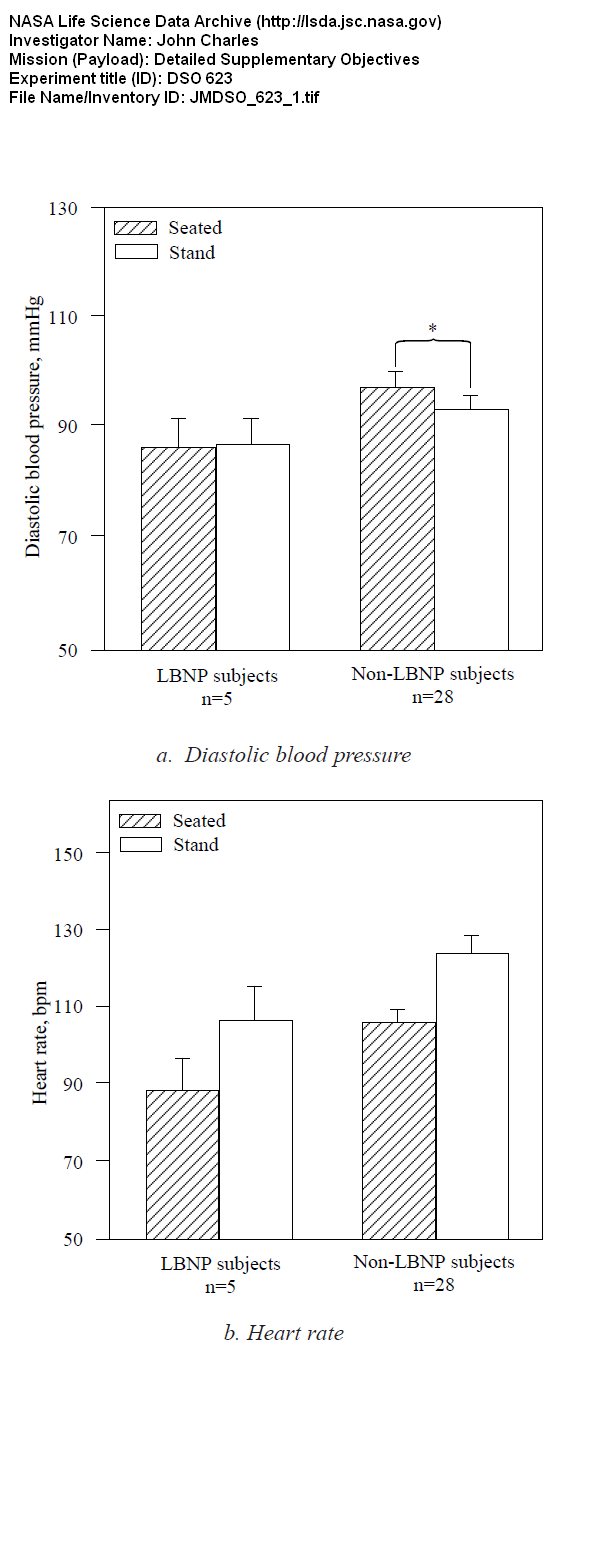 NASA Life Science Data Archive (http://lsda.jsc.nasa.gov)
Investigator Name: John Charles
Mission (Payload): Detailed Supplementary Objectives
Experiment title (ID): DSO 623
File Name/Inventory ID: JMDSO_623_1.tif
130
110
90
70
50
Diastolic blood pressure, mmHg
Seated
Stand
*
LBNP subjects
n=5
Non-LBNP subjects
n=28
a. Diastolic blood pressure
150
130
110
90
70
50
Heart rate, bpm
Seated
Stand
LBNP subjects
n=5
Non-LBNP subjects
n=28
b. Heart rate